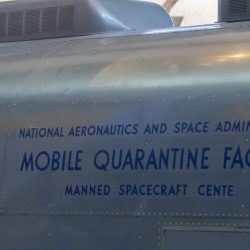 NATIONAL AERONAUTICS AND SPACE ADMIN
MOBILE QUARANTINE FAC
MANNED SPACECRAFT CENTE